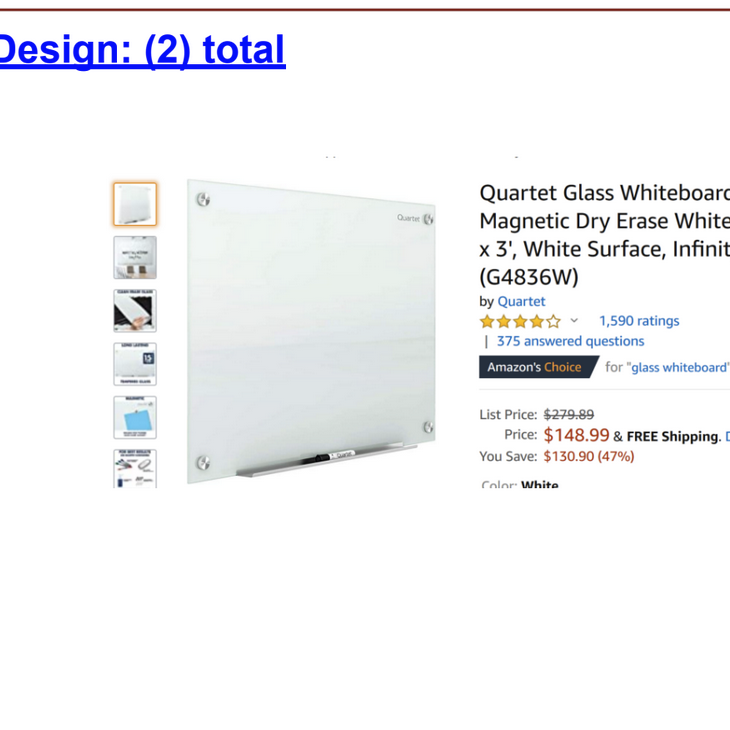 Design: (2) total
Quartet
Quartet Glass Whiteboard
Magnetic Dry Erase White
x 3', White Surface, Infinit
(G4836W)
by Quartet
1,590 ratings
| 375 answered questions
Amazon's Choice for "glass whiteboard"
List Price: $279.89
Price: $148.99 & FREE Shipping. D
You Save: $130.90 (47%)
Color: White